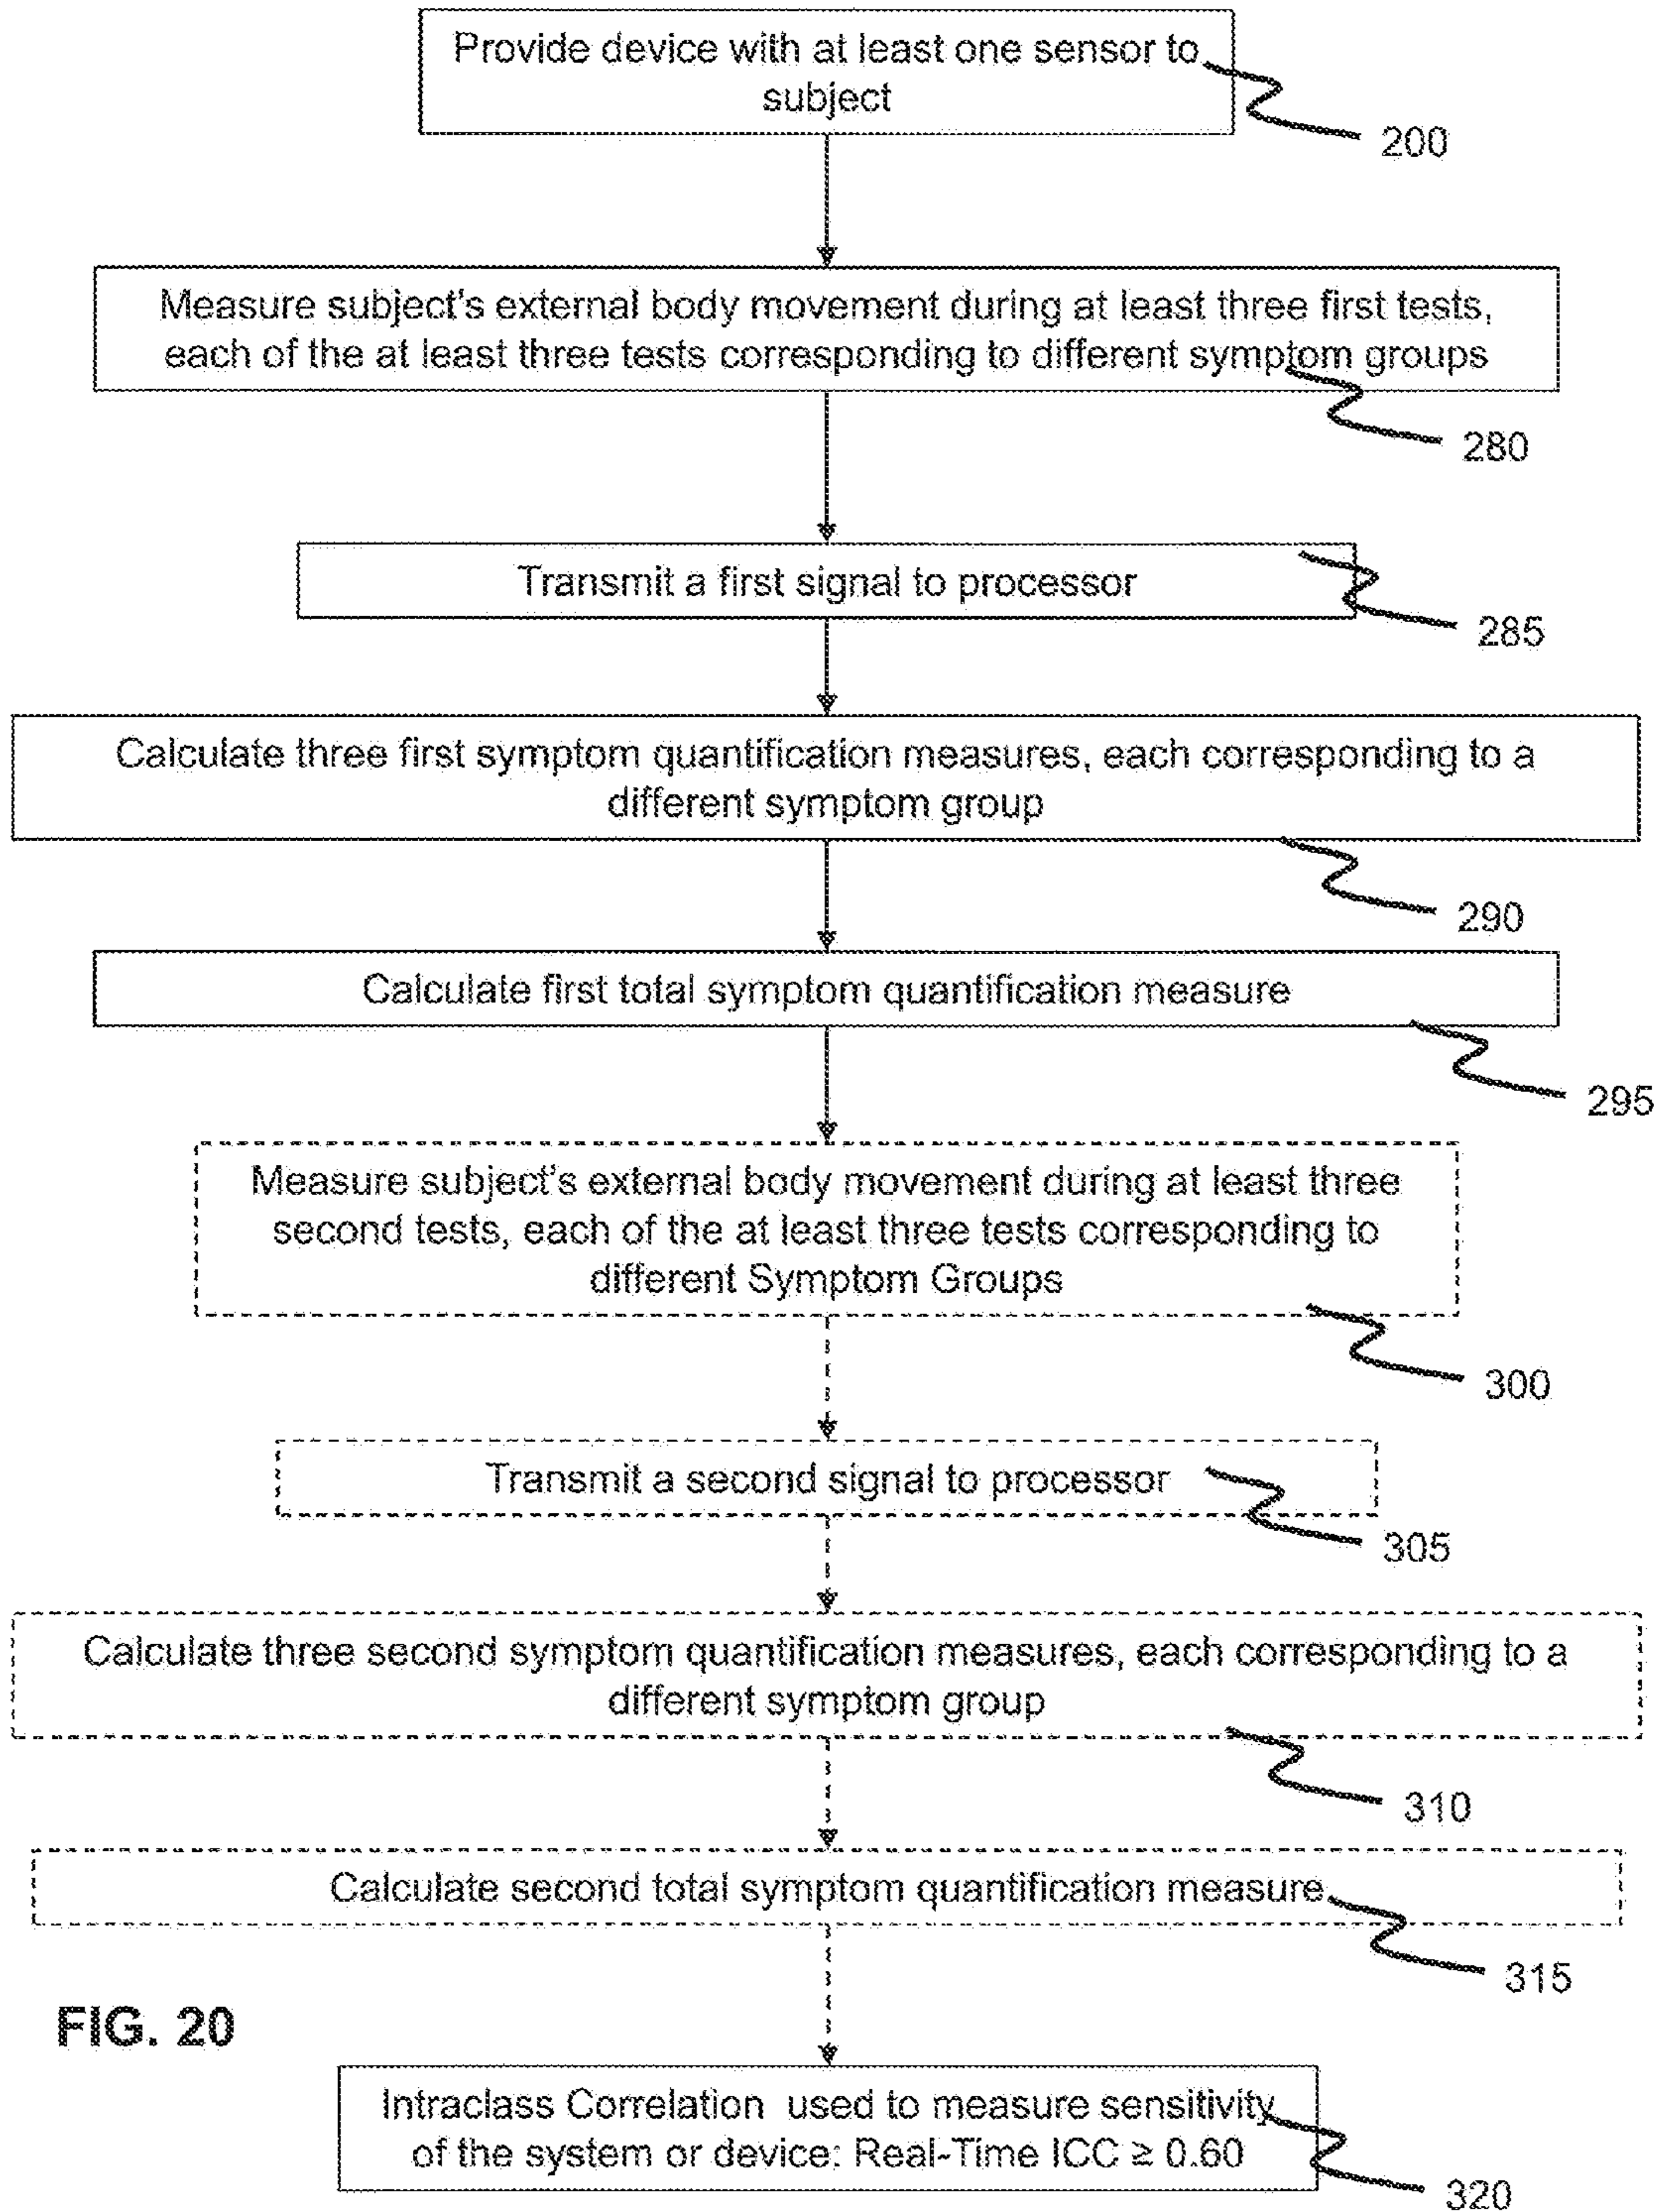 Provide device with at least one sensor to
subject
200
Measure subject's external body movement during at least three first tests,
each of the at least three tests corresponding to different symptom groups
280
Transmit a first signal to processor
285
Calculate three first symptom quantification measures, each corresponding to a
different symptom group
290
Calculate first total symptom quantification measure
295
Measure subject's external body movement during at least three
second tests, each of the at least three tests corresponding to
different Symptom Groups
300
Transmit a second signal to processor
305
Calculate three second symptom quantification measures, each corresponding to a
different symptom group
310
Calculate second total symptom quantification measure
315
FIG. 20
Intraclass Correlation used to measure sensitivity
of the system or device: Real-Time ICC ≥ 0.60
320